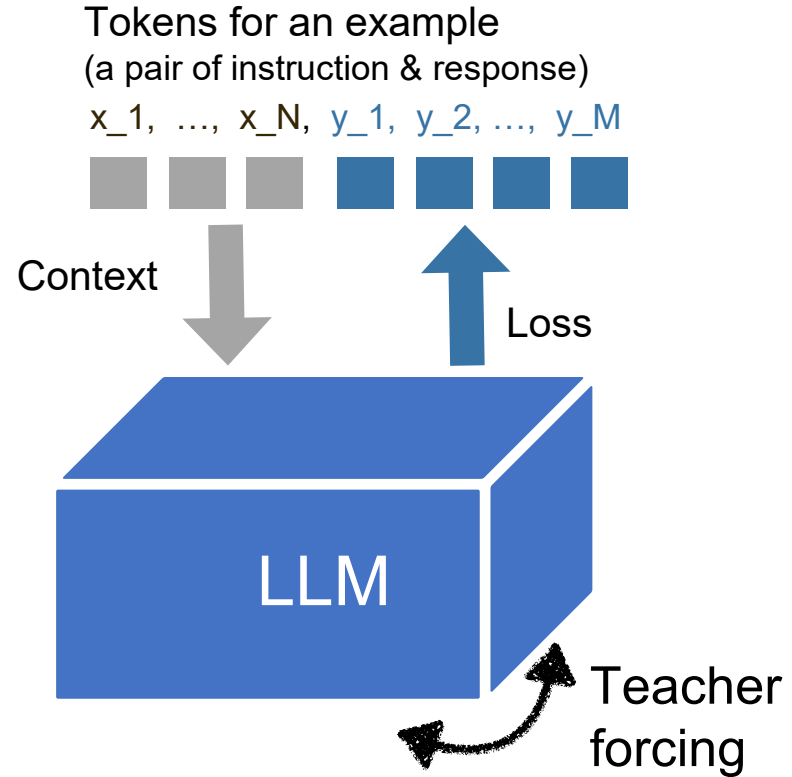 Tokens for an example
(a pair of instruction & response)
x_1, …, x_N, y_1, y_2, …, y_M
Context
Loss
LLM
Teacher
forcing